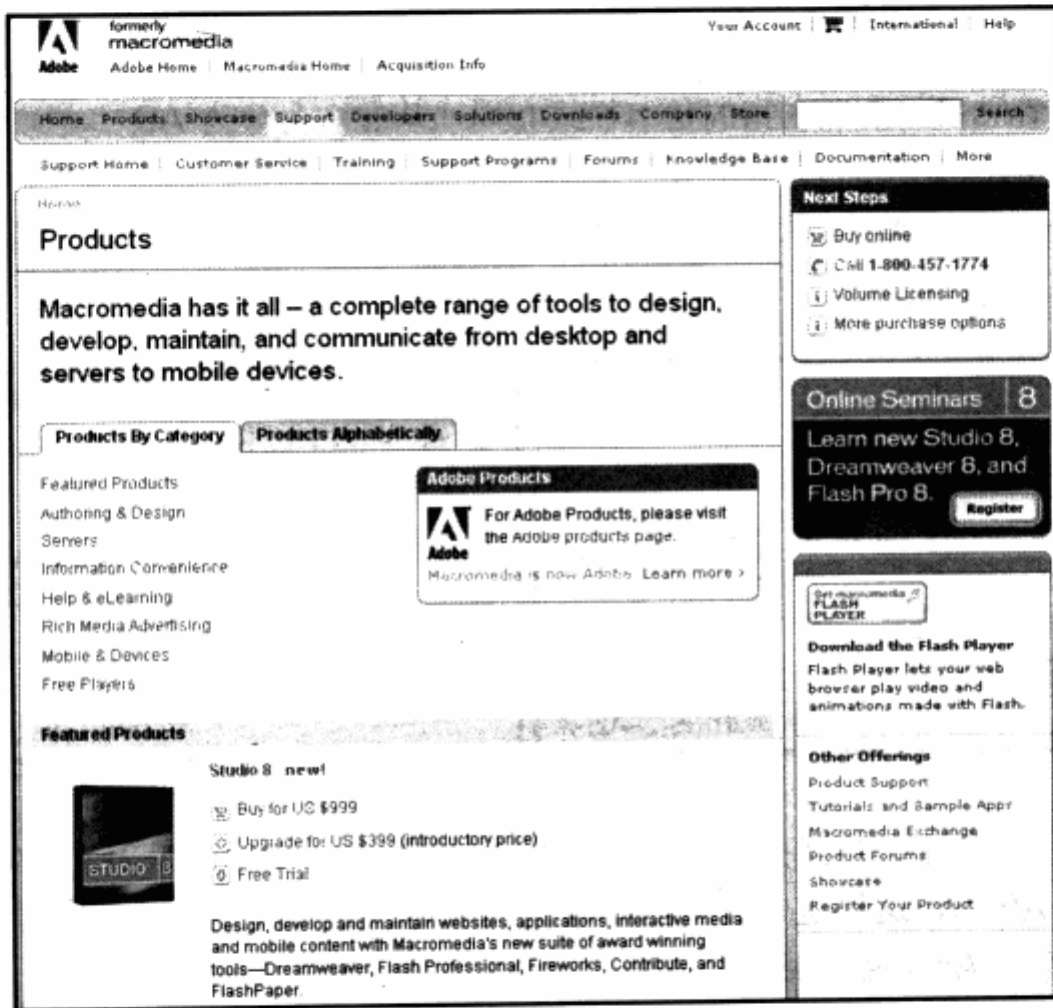 formerly
macromedia
Adobe
Adobe Home | Macromedia Home | Acquisition Info
Your Account | International | Help
Home Products Showcase Support Developers Solutions Downloads Company Store
Search
Support Home | Customer Service | Training | Support Programs | Forums | Knowledge Base | Documentation | More
Home
Products
Macromedia has it all – a complete range of tools to design,
develop, maintain, and communicate from desktop and
servers to mobile devices.
Products By Category
Products Alphabetically
Featured Products
Authoring & Design
Servers
Information Convenience
Help & eLearning
Rich Media Advertising
Mobile & Devices
Free Players
Adobe Products
Adobe
For Adobe Products, please visit
the Adobe products page.
Macromedia is now Adobe. Learn more >
Featured Products
Studio 8 new!
STUDIO 8
Buy for US $999
Upgrade for US $399 (introductory price)
Free Trial
Design, develop and maintain websites, applications, interactive media
and mobile content with Macromedia's new suite of award winning
tools—Dreamweaver, Flash Professional, Fireworks, Contribute, and
FlashPaper.
Next Steps
Buy online
Call 1-800-457-1774
Volume Licensing
More purchase options
Online Seminars 8
Learn new Studio 8,
Dreamweaver 8, and
Flash Pro 8.
Register
Get macromedia
FLASH
PLAYER
Download the Flash Player
Flash Player lets your web
browser play video and
animations made with Flash.
Other Offerings
Product Support
Tutorials and Sample Apps
Macromedia Exchange
Product Forums
Showcase
Register Your Product